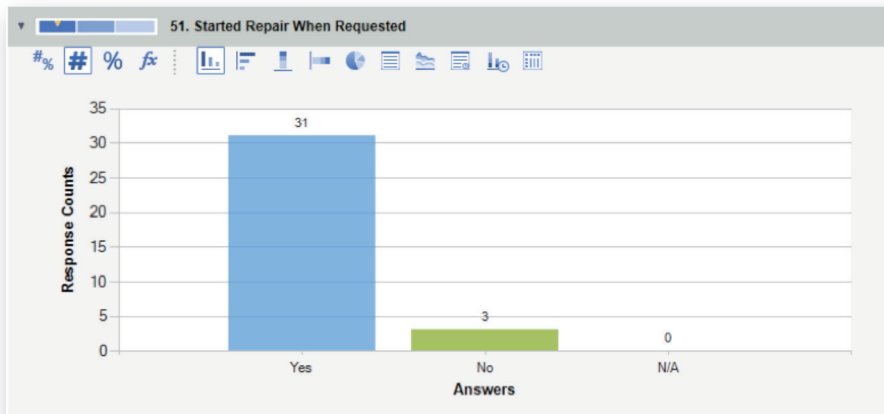 51. Started Repair When Requested
#% # % fx
35
31
30
25
20
15
10
5
3
0
0
Response Counts
Yes No N/A
Answers